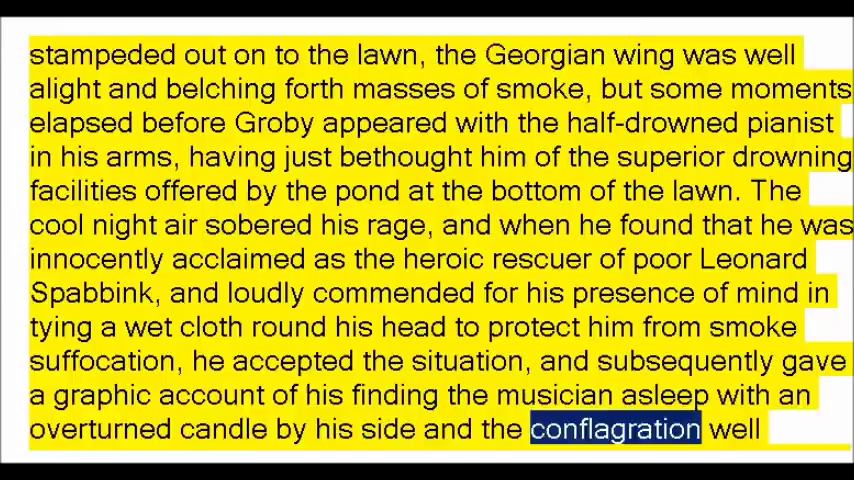 stampeded out on to the lawn, the Georgian wing was well
alight and belching forth masses of smoke, but some moments
elapsed before Groby appeared with the half-drowned pianist
in his arms, having just bethought him of the superior drowning
facilities offered by the pond at the bottom of the lawn. The
cool night air sobered his rage, and when he found that he was
innocently acclaimed as the heroic rescuer of poor Leonard
Spabbink, and loudly commended for his presence of mind in
tying a wet cloth round his head to protect him from smoke
suffocation, he accepted the situation, and subsequently gave
a graphic account of his finding the musician asleep with an
overturned candle by his side and the conflagration well